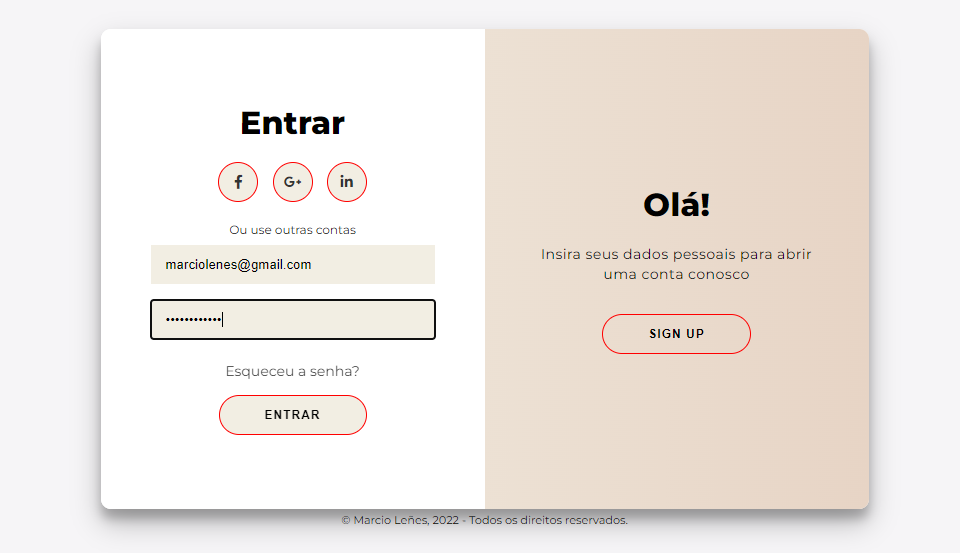 Entrar
f
G+
in
Ou use outras contas
marciolenes@gmail.com
••••••••••••
Esqueceu a senha?
ENTRAR
Olá!
Insira seus dados pessoais para abrir
uma conta conosco
SIGN UP
© Marcio Leñes, 2022 - Todos os direitos reservados.